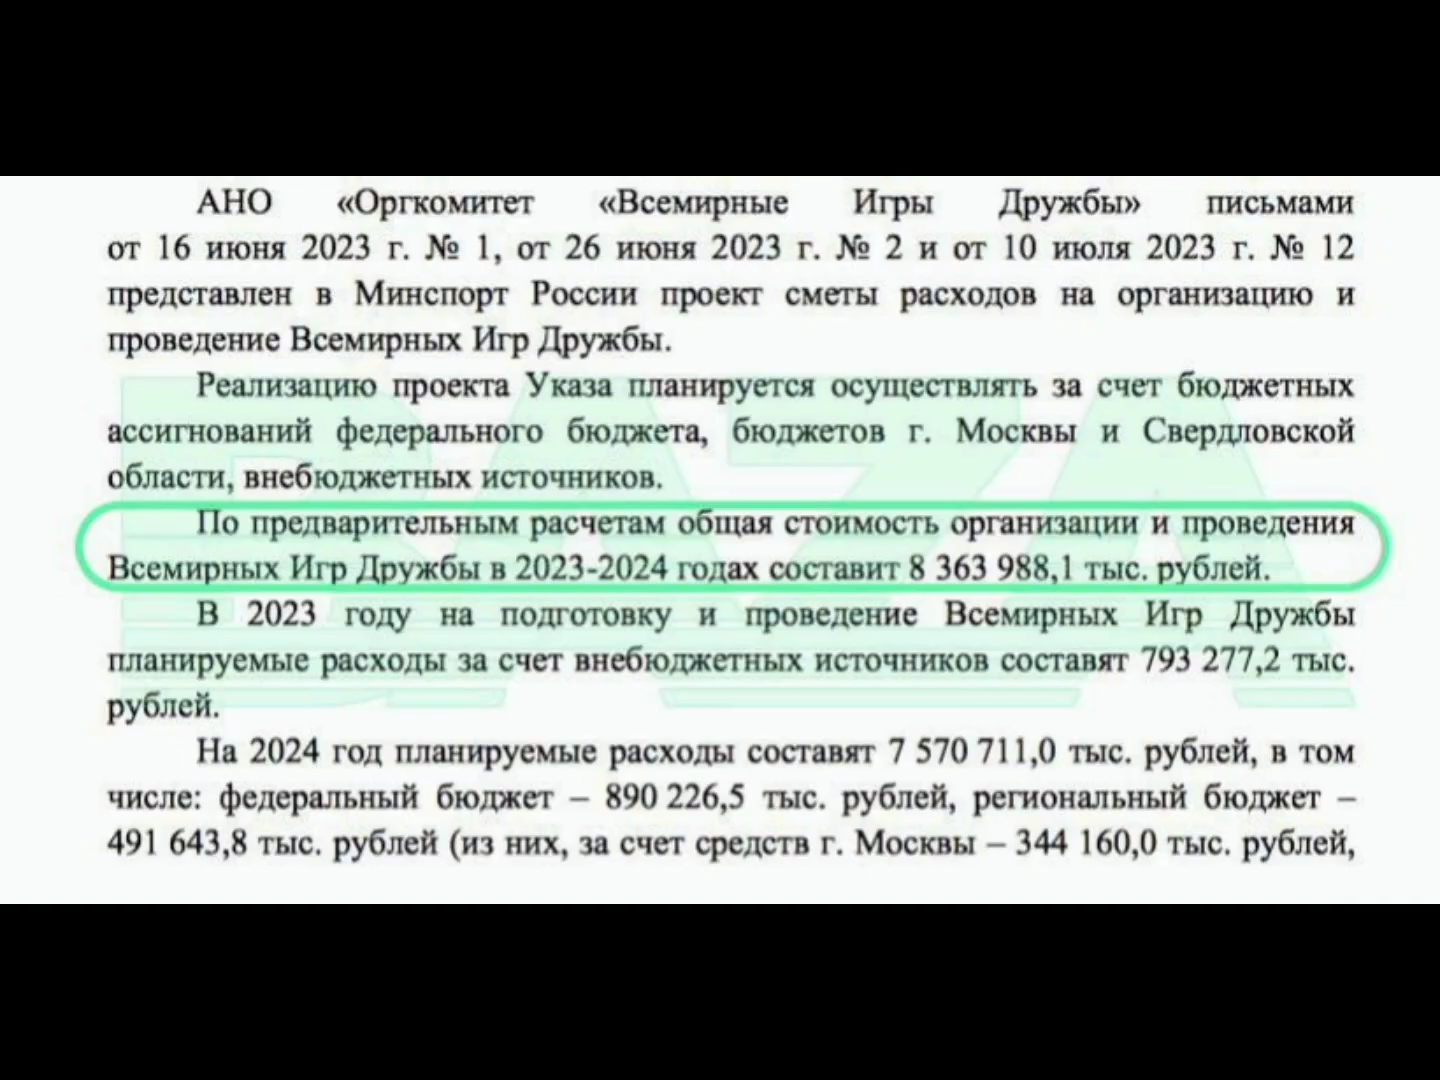 АНО «Оргкомитет «Всемирные Игры Дружбы» письмами
от 16 июня 2023 г. № 1, от 26 июня 2023 г. № 2 и от 10 июля 2023 г. № 12
представлен в Минспорт России проект сметы расходов на организацию и
проведение Всемирных Игр Дружбы.
Реализацию проекта Указа планируется осуществлять за счет бюджетных
ассигнований федерального бюджета, бюджетов г. Москвы и Свердловской
области, внебюджетных источников.
По предварительным расчетам общая стоимость организации и проведения
Всемирных Игр Дружбы в 2023-2024 годах составит 8 363 988,1 тыс. рублей.
В 2023 году на подготовку и проведение Всемирных Игр Дружбы
планируемые расходы за счет внебюджетных источников составят 793 277,2 тыс.
рублей.
На 2024 год планируемые расходы составят 7 570 711,0 тыс. рублей, в том
числе: федеральный бюджет – 890 226,5 тыс. рублей, региональный бюджет –
491 643,8 тыс. рублей (из них, за счет средств г. Москвы – 344 160,0 тыс. рублей,
BAZA